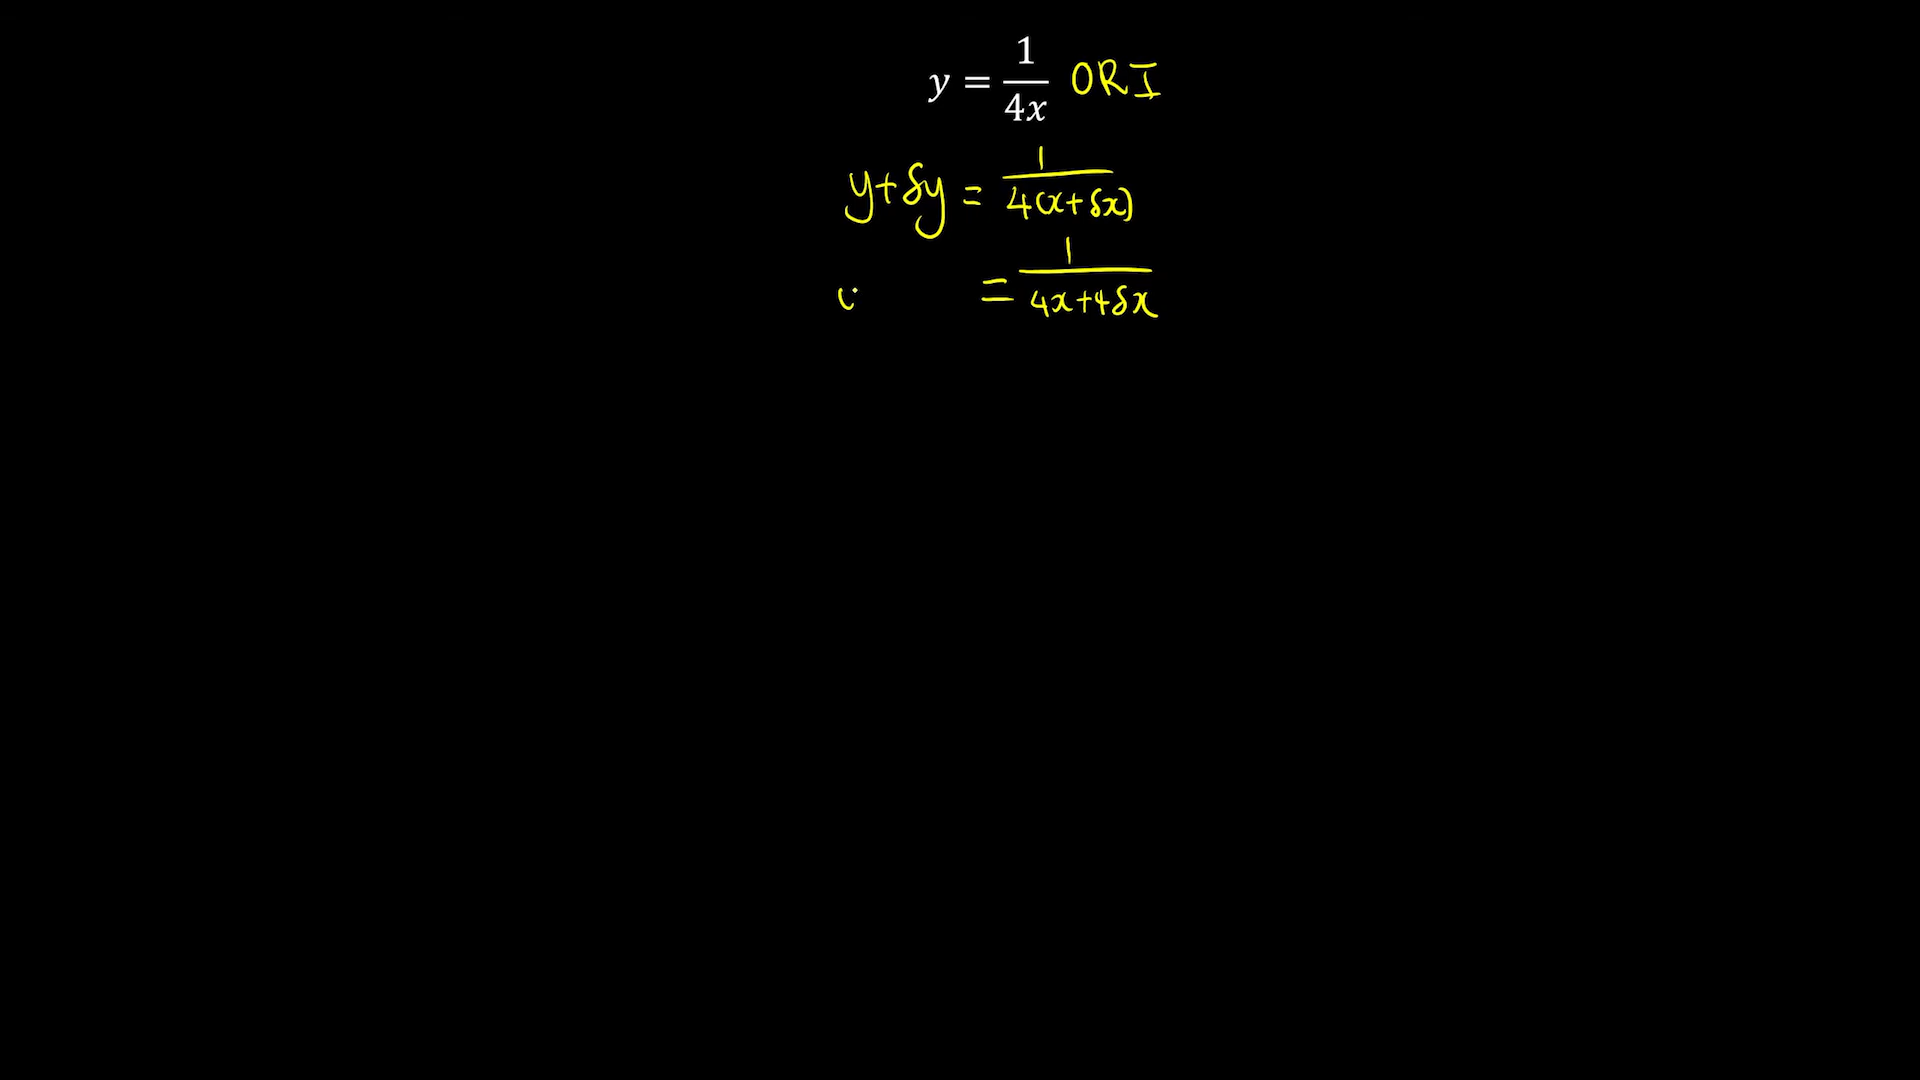 y = 1/4x ORI
y+δy = 1/4(x+δx)
= 1/4x+4δx